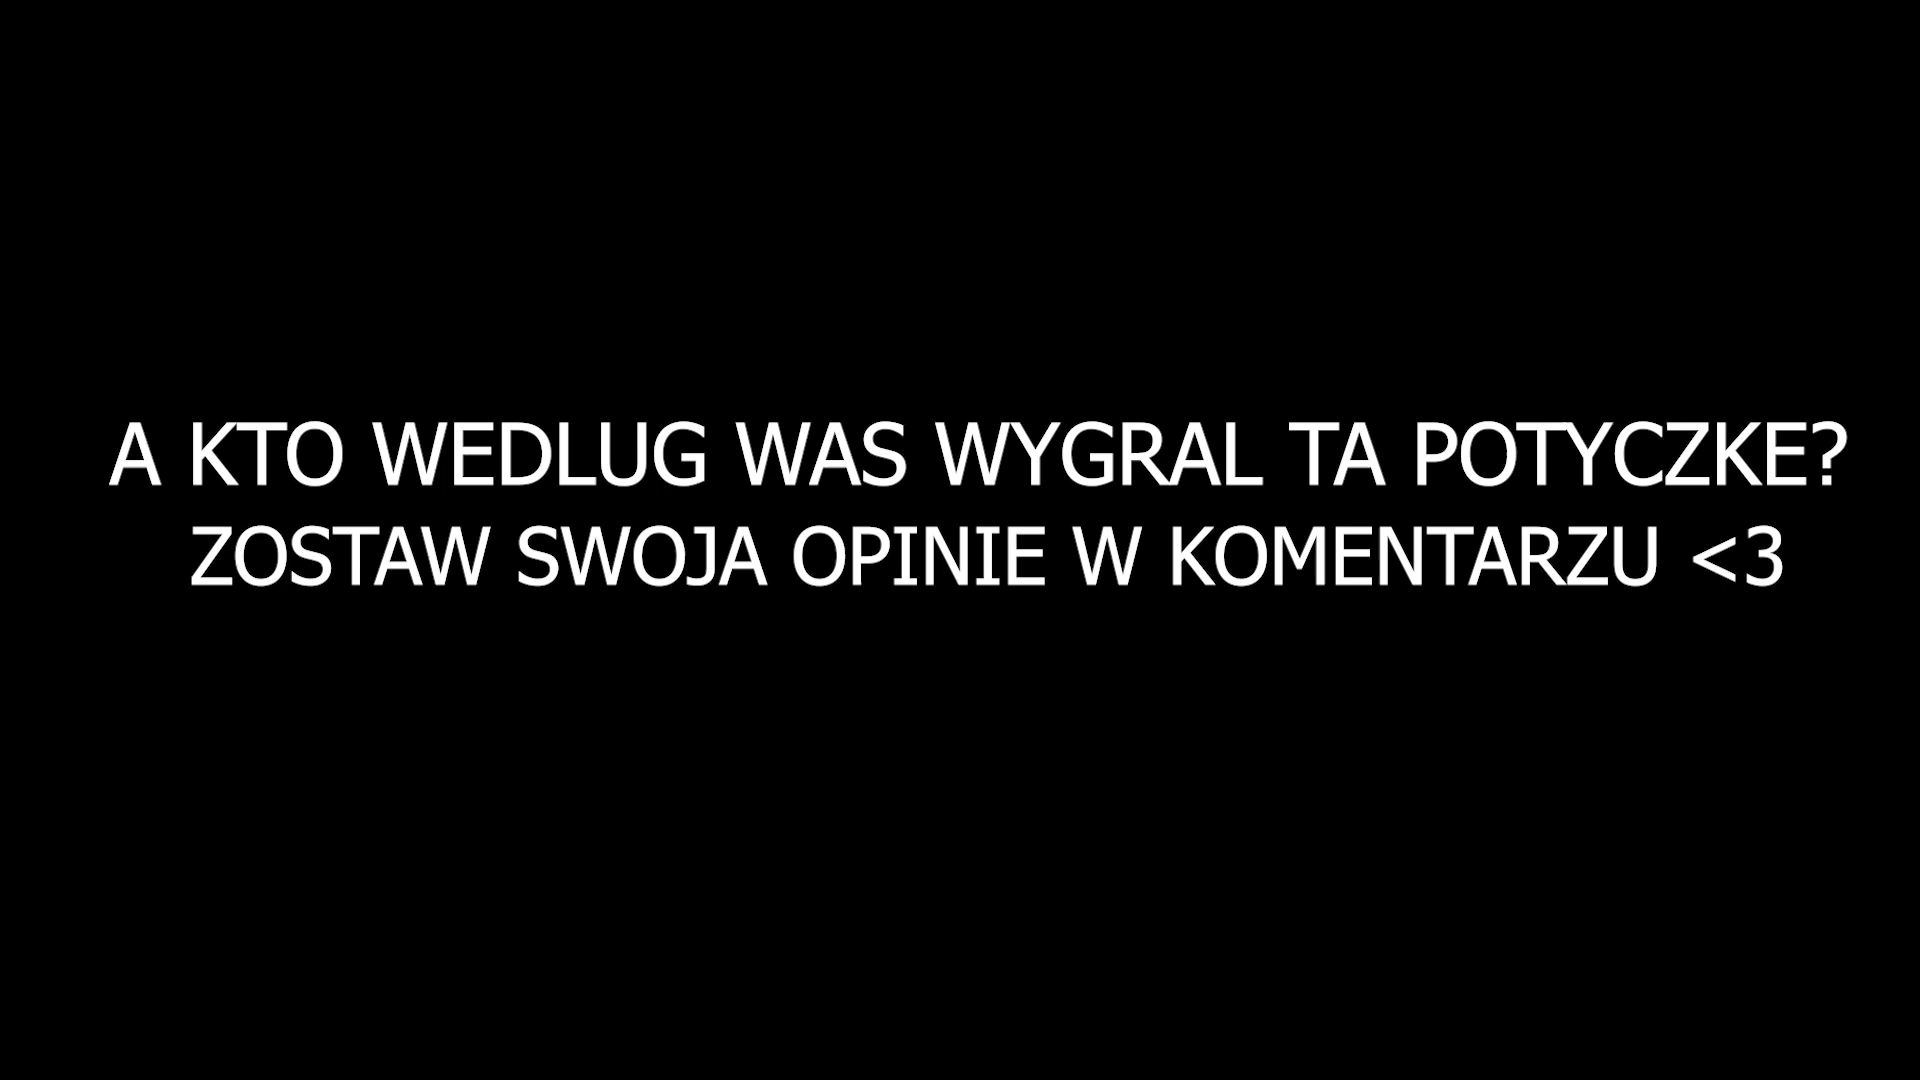 A KTO WEDLUG WAS WYGRAL TA POTYCZKE?
ZOSTAW SWOJA OPINIE W KOMENTARZU <3